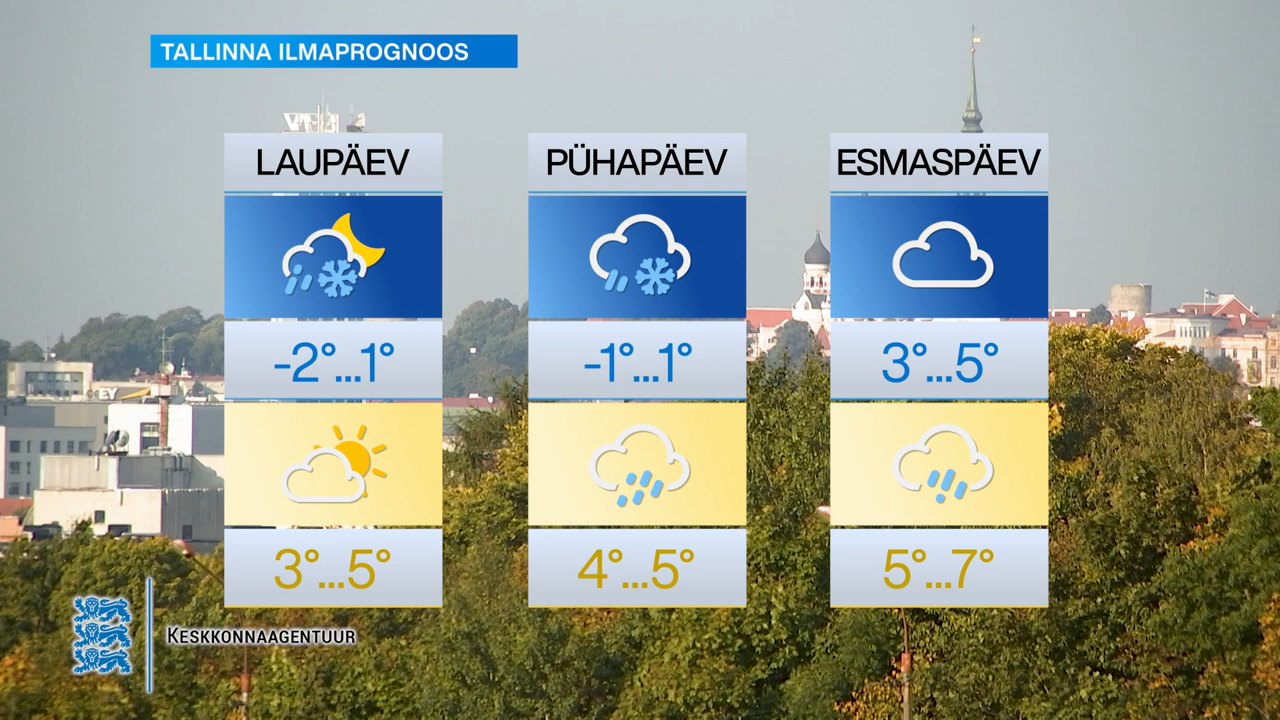 TALLINNA ILMAPROGNOOS
LAUPÄEV
PÜHAPÄEV
ESMASPÄEV
-2°...1°
-1°...1°
3°...5°
3°...5°
4°...5°
5°...7°
KESKKONNAAGENTUUR